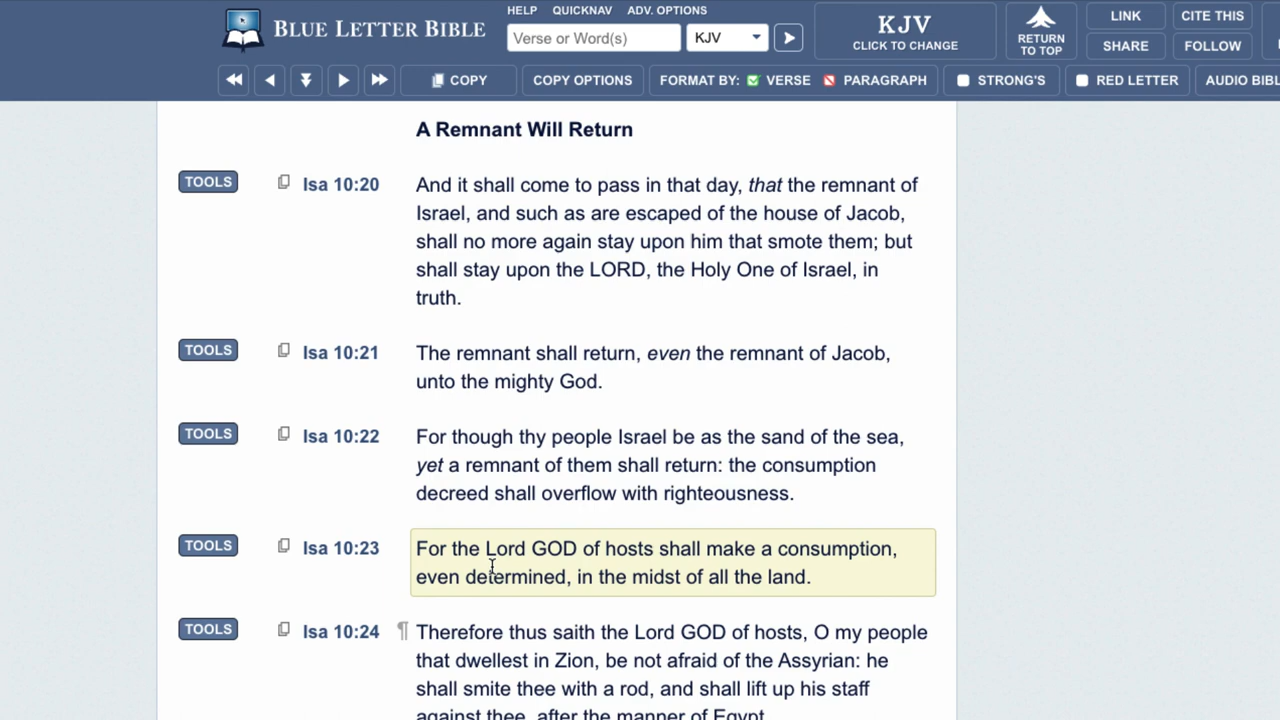 BLUE LETTER BIBLE
HELP QUICKNAV ADV. OPTIONS
Verse or Word(s) KJV
KJV
CLICK TO CHANGE
RETURN
TO TOP
LINK CITE THIS
SHARE FOLLOW
COPY COPY OPTIONS FORMAT BY: VERSE PARAGRAPH STRONG'S RED LETTER AUDIO BIBL
A Remnant Will Return
TOOLS Isa 10:20 And it shall come to pass in that day, that the remnant of
Israel, and such as are escaped of the house of Jacob,
shall no more again stay upon him that smote them; but
shall stay upon the LORD, the Holy One of Israel, in
truth.
TOOLS Isa 10:21 The remnant shall return, even the remnant of Jacob,
unto the mighty God.
TOOLS Isa 10:22 For though thy people Israel be as the sand of the sea,
yet a remnant of them shall return: the consumption
decreed shall overflow with righteousness.
TOOLS Isa 10:23 For the Lord GOD of hosts shall make a consumption,
even determined, in the midst of all the land.
TOOLS Isa 10:24 ¶ Therefore thus saith the Lord GOD of hosts, O my people
that dwellest in Zion, be not afraid of the Assyrian: he
shall smite thee with a rod, and shall lift up his staff
against thee, after the manner of Egypt.